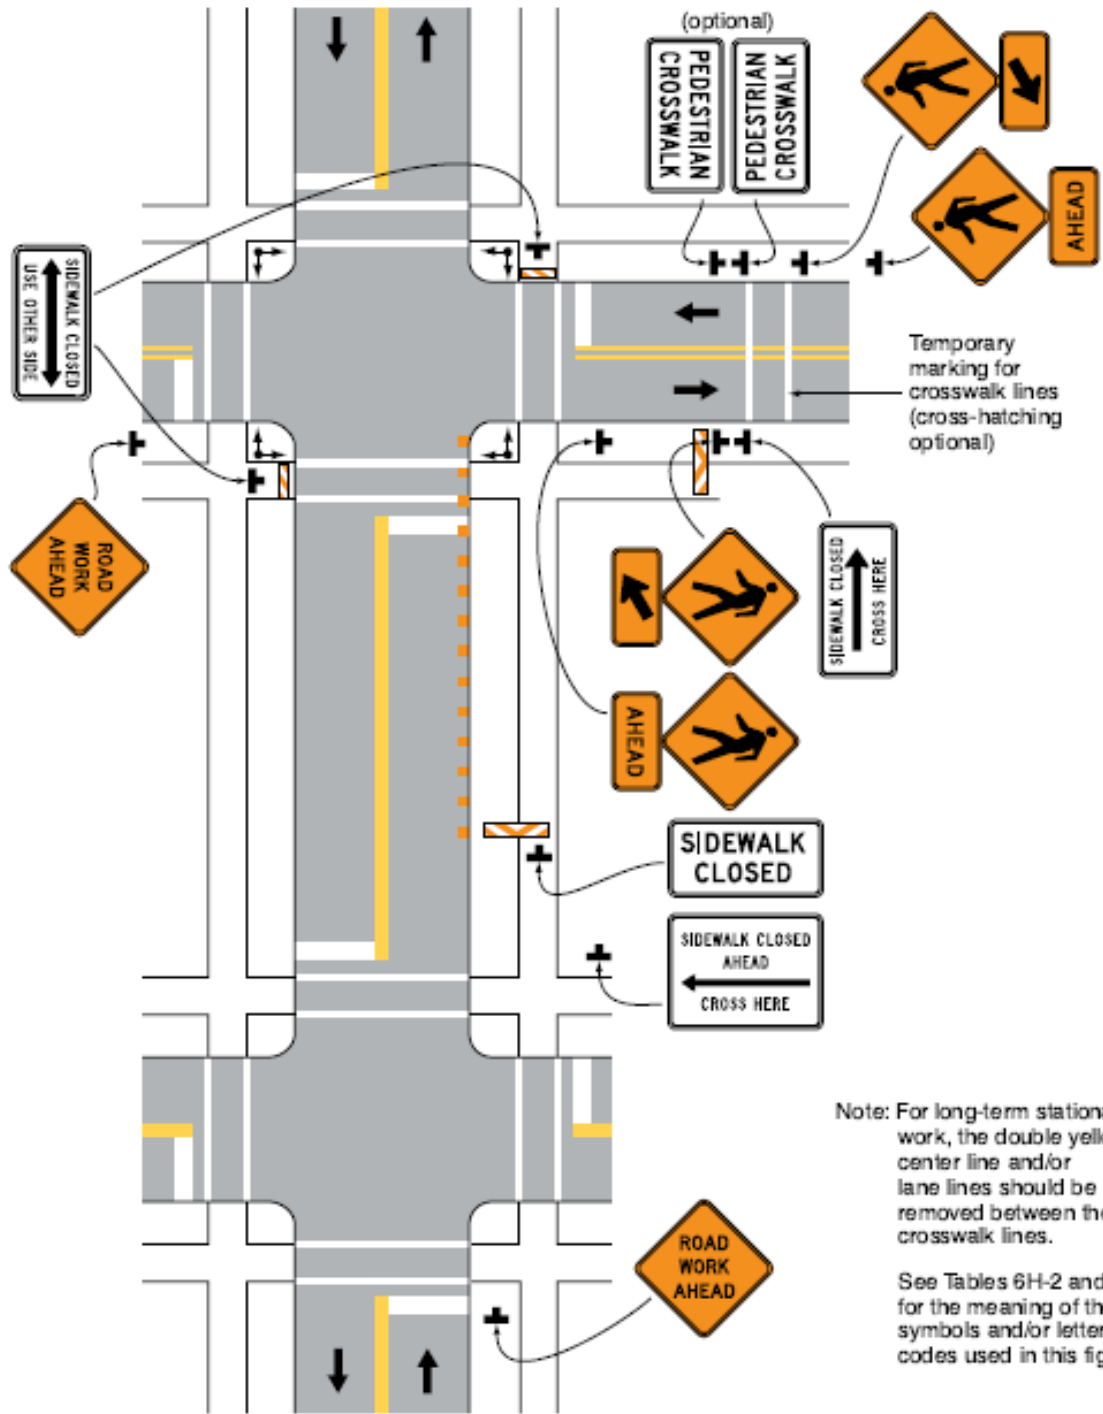 (optional)
PEDESTRIAN
CROSSWALK
PEDESTRIAN
CROSSWALK
AHEAD
SIDEWALK CLOSED
USE OTHER SIDE
Temporary
marking for
crosswalk lines
(cross-hatching
optional)
ROAD
WORK
AHEAD
SIDEWALK CLOSED
CROSS HERE
AHEAD
SIDEWALK
CLOSED
SIDEWALK CLOSED
AHEAD
CROSS HERE
Note: For long-term
work, the double
center line and/or
lane lines should be
removed between
crosswalk lines.
ROAD
WORK
AHEAD
See Tables 6H-2 and
for the meaning of
symbols and/or
codes used in this